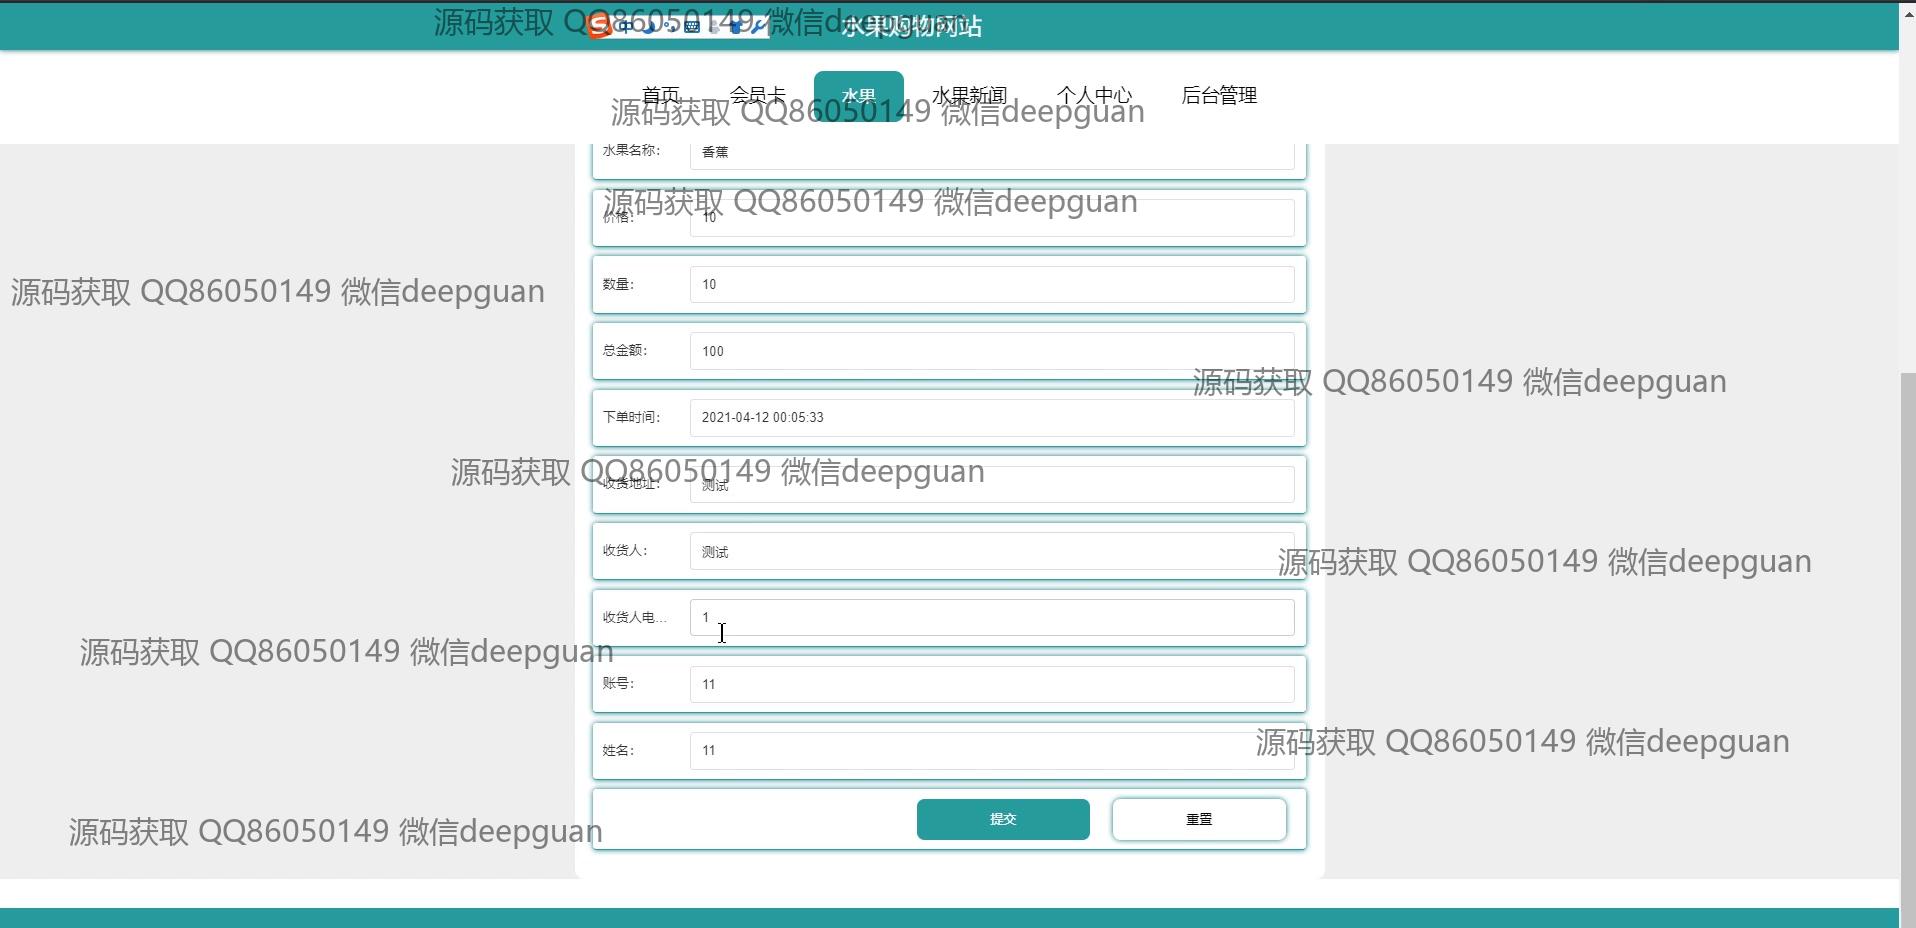 源码获取 QQ86050149 微信deepguan
水果购物网站
首页 会员卡 水果 水果新闻 个人中心 后台管理
源码获取 QQ86050149 微信deepguan
水果名称： 香蕉
源码获取 QQ86050149 微信deepguan
价格： 10
数量： 10
源码获取 QQ86050149 微信deepguan
总金额： 100
源码获取 QQ86050149 微信deepguan
下单时间： 2021-04-12 00:05:33
源码获取 QQ86050149 微信deepguan
收货地址： 测试
收货人： 测试
源码获取 QQ86050149 微信deepguan
收货人电... 1
源码获取 QQ86050149 微信deepguan
账号： 11
姓名： 11
源码获取 QQ86050149 微信deepguan
提交 重置
源码获取 QQ86050149 微信deepguan